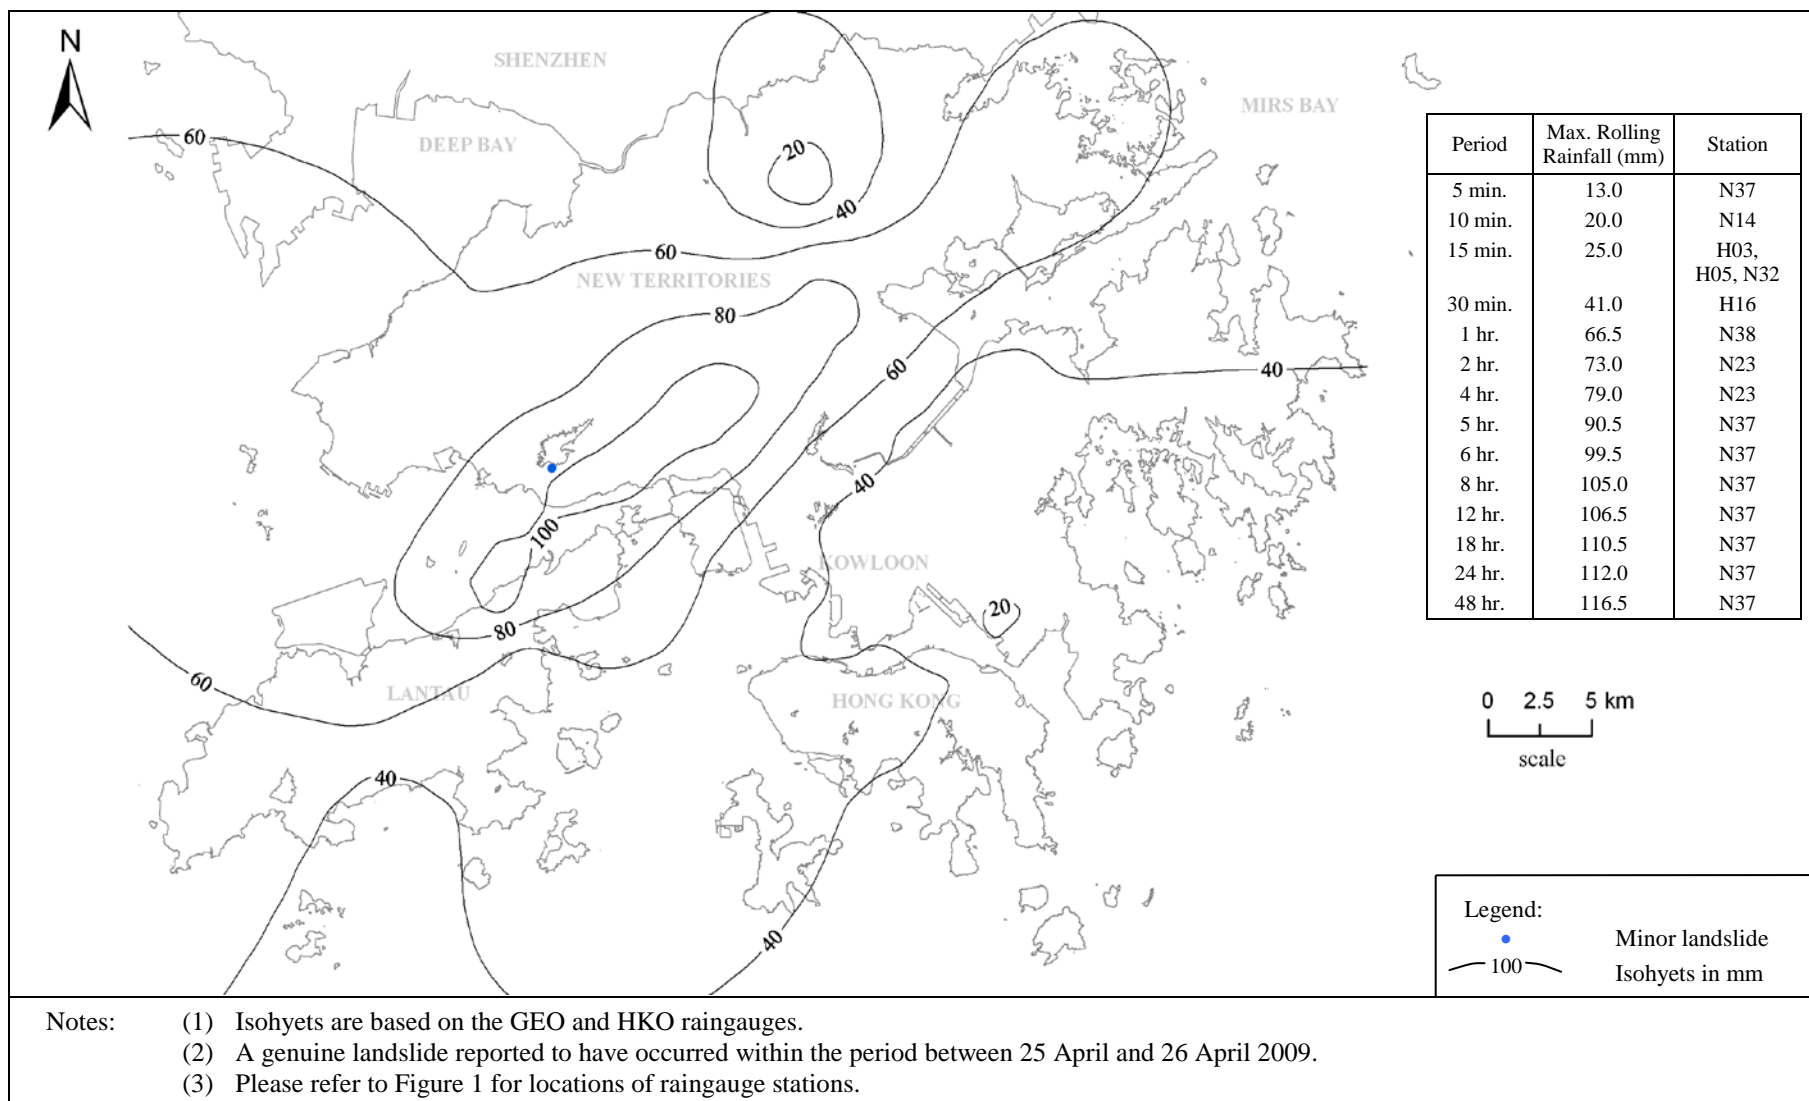 N
SHENZHEN
MIRS BAY
60
DEEP BAY
20
40
60
NEW TERRITORIES
80
60
40
40
100
KOWLOON
20
80
60
LANTAU
HONG KONG
40
40
Period Max. Rolling Rainfall (mm) Station
5 min. 13.0 N37
10 min. 20.0 N14
15 min. 25.0 H03,
H05, N32
30 min. 41.0 H16
1 hr. 66.5 N38
2 hr. 73.0 N23
4 hr. 79.0 N23
5 hr. 90.5 N37
6 hr. 99.5 N37
8 hr. 105.0 N37
12 hr. 106.5 N37
18 hr. 110.5 N37
24 hr. 112.0 N37
48 hr. 116.5 N37
0 2.5 5 km
scale
Legend:
Minor landslide
100 Isohyets in mm
Notes: (1) Isohyets are based on the GEO and HKO raingauges.
(2) A genuine landslide reported to have occurred within the period between 25 April and 26 April 2009.
(3) Please refer to Figure 1 for locations of raingauge stations.